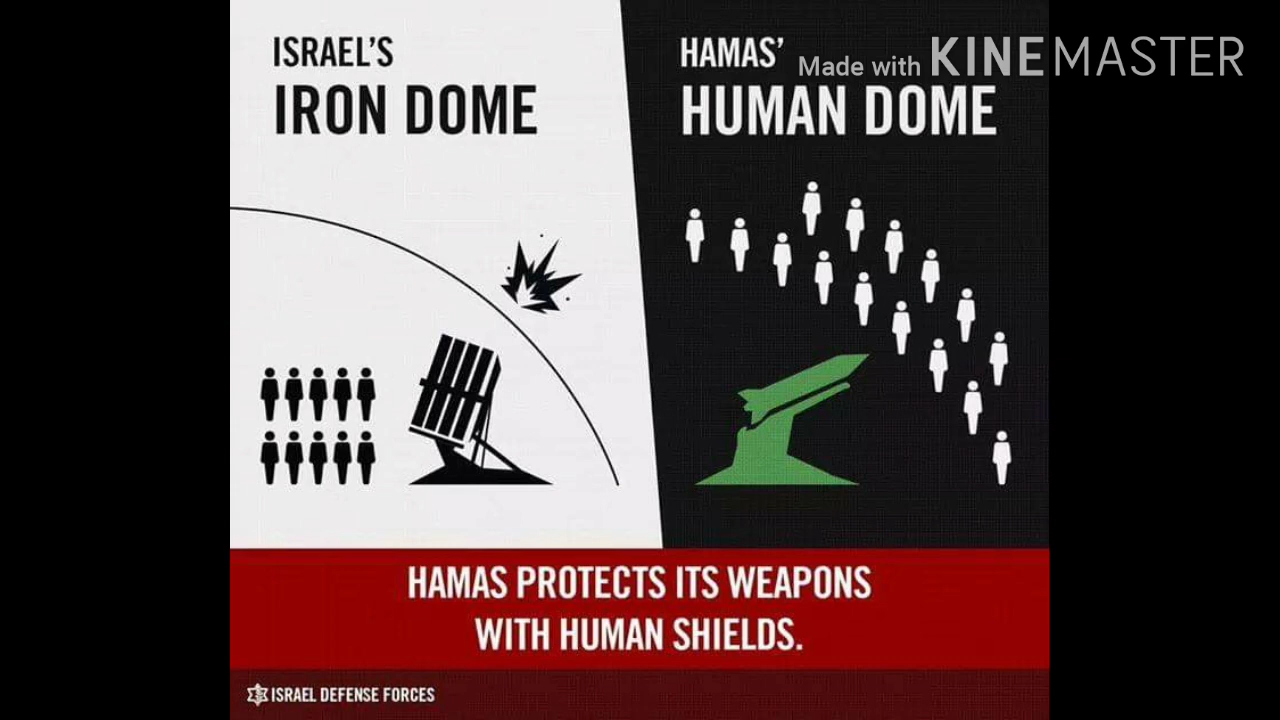 ISRAEL'S
IRON DOME
HAMAS'
HUMAN DOME
Made with KINEMASTER
HAMAS PROTECTS ITS WEAPONS
WITH HUMAN SHIELDS.
ISRAEL DEFENSE FORCES